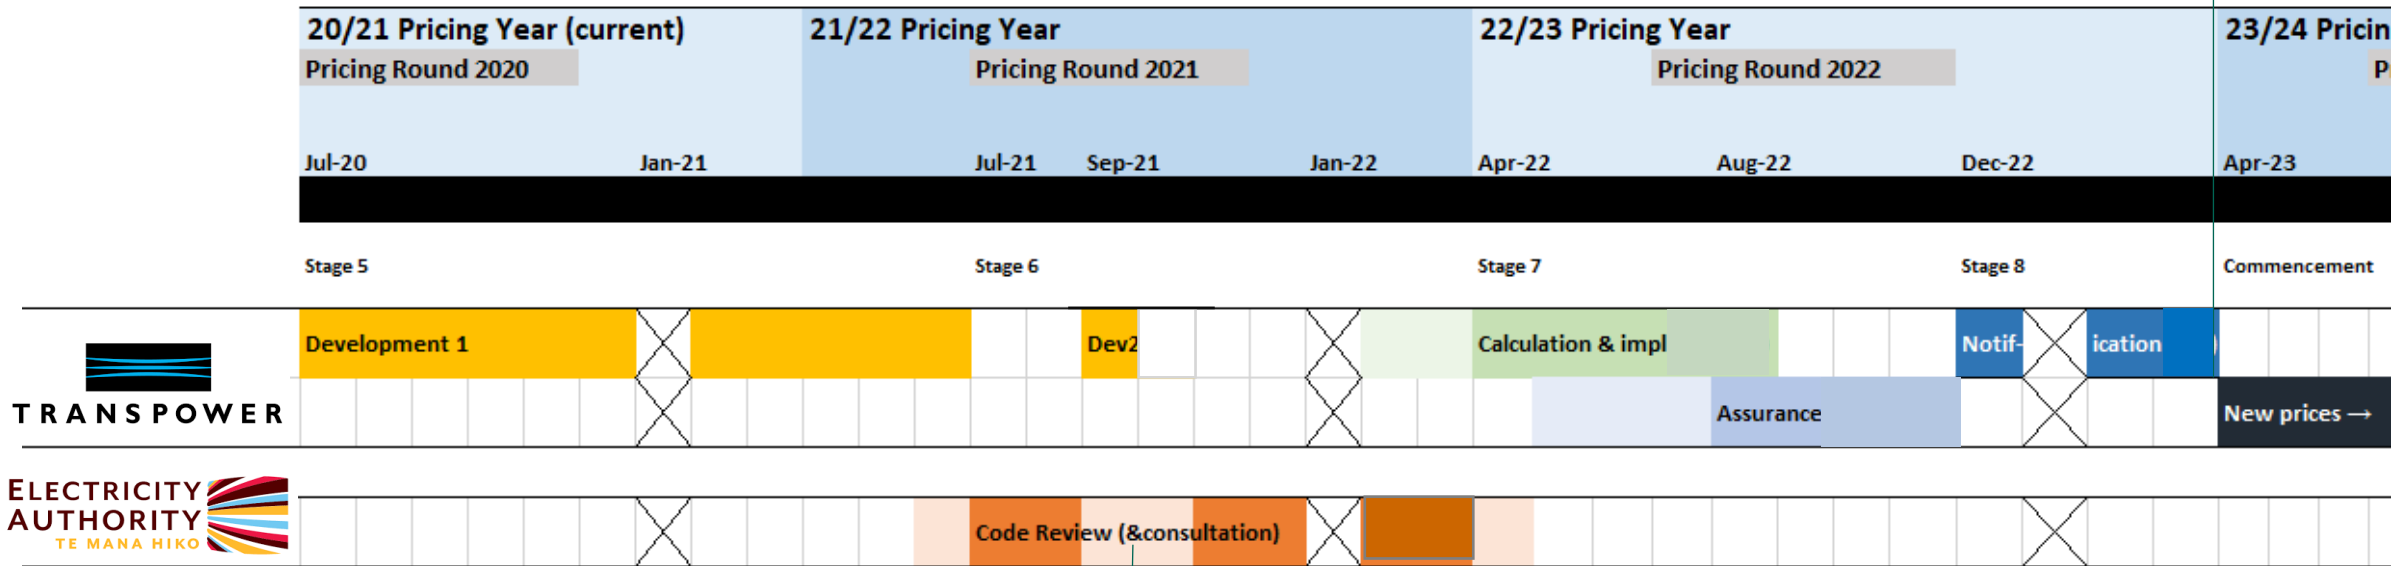 20/21 Pricing Year (current) 21/22 Pricing Year 22/23 Pricing Year 23/24 Pricin
Pricing Round 2020 Pricing Round 2021 Pricing Round 2022 P
Jul-20 Jan-21 Jul-21 Sep-21 Jan-22 Apr-22 Aug-22 Dec-22 Apr-23
Stage 5 Stage 6 Stage 7 Stage 8 Commencement
Development 1 Dev2 Calculation & impl Notif- ication )
TRANSPOWER Assurance New prices →
ELECTRICITY
AUTHORITY
TE MANA HIKO
Code Review (&consultation)